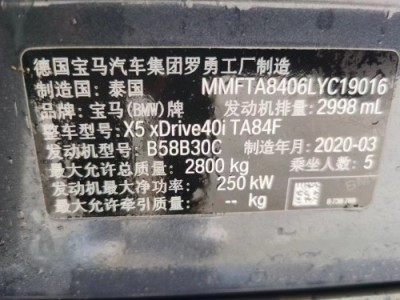 德国宝马汽车集团罗勇工厂制造
制造国: 泰国 MMFTA8406LYC19016
品牌: 宝马(BMW)牌 发动机排量: 2998 mL
整车型号: X5 xDrive40i TA84F
发动机型号: B58B30C 制造年月: 2020-03
最大允许总质量: 2800 kg 乘坐人数: 5
发动机最大净功率: 250 kW
最大允许牵引质量: -- kg